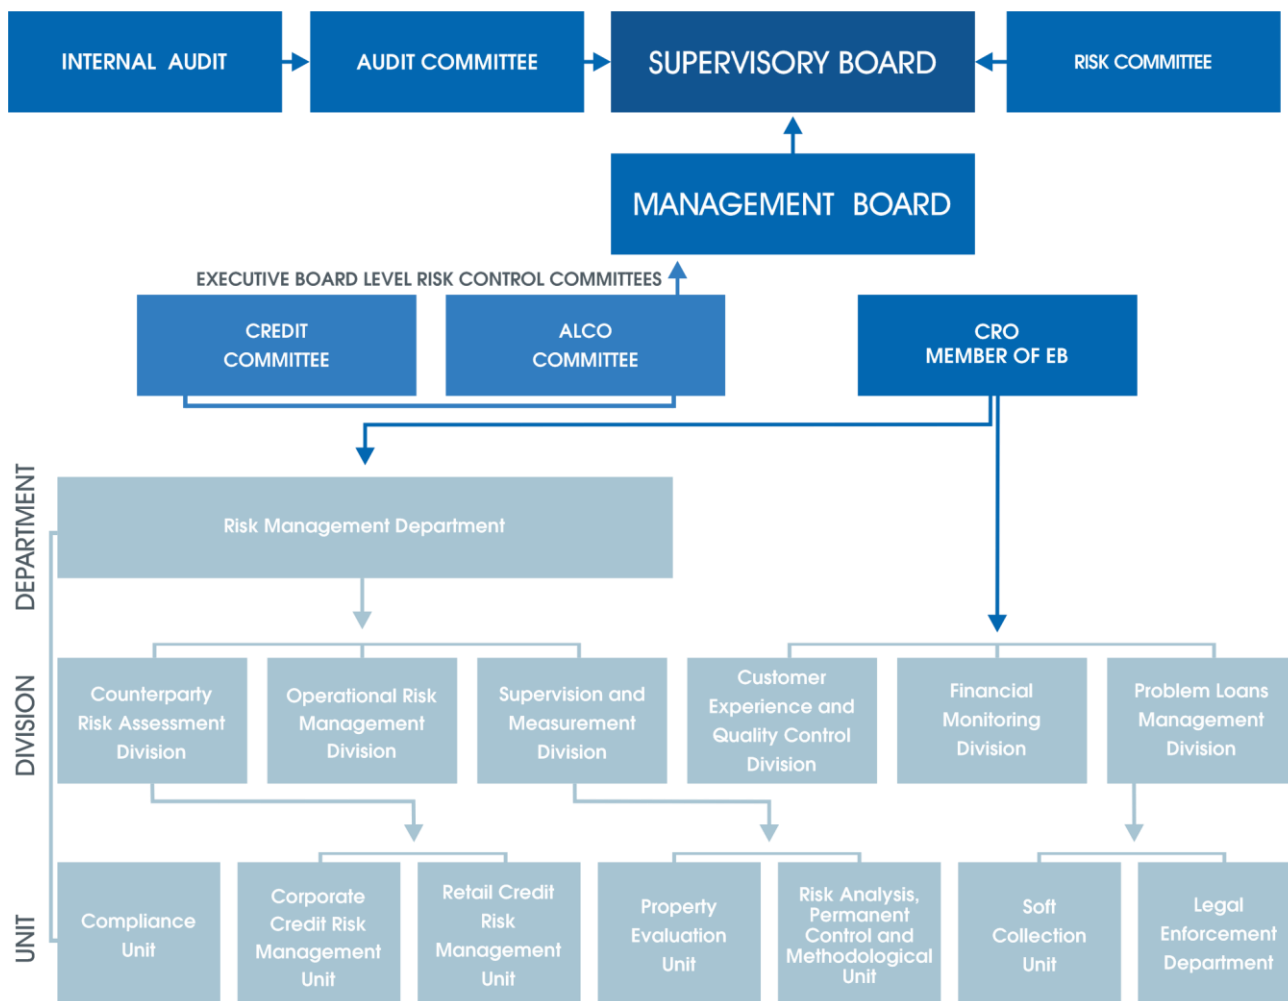 INTERNAL AUDIT
AUDIT COMMITTEE
SUPERVISORY BOARD
RISK COMMITTEE
MANAGEMENT BOARD
EXECUTIVE BOARD LEVEL RISK CONTROL COMMITTEES
CREDIT
COMMITTEE
ALCO
COMMITTEE
CRO
MEMBER OF EB
DEPARTMENT
Risk Management Department
DIVISION
Counterparty
Risk Assessment
Division
Operational Risk
Management
Division
Supervision and
Measurement
Division
Customer
Experience and
Quality Control
Division
Financial
Monitoring
Division
Problem Loans
Management
Division
UNIT
Compliance
Unit
Corporate
Credit Risk
Management
Unit
Retail Credit
Risk
Management
Unit
Property
Evaluation
Unit
Risk Analysis,
Permanent
Control and
Methodological
Unit
Soft
Collection
Unit
Legal
Enforcement
Department